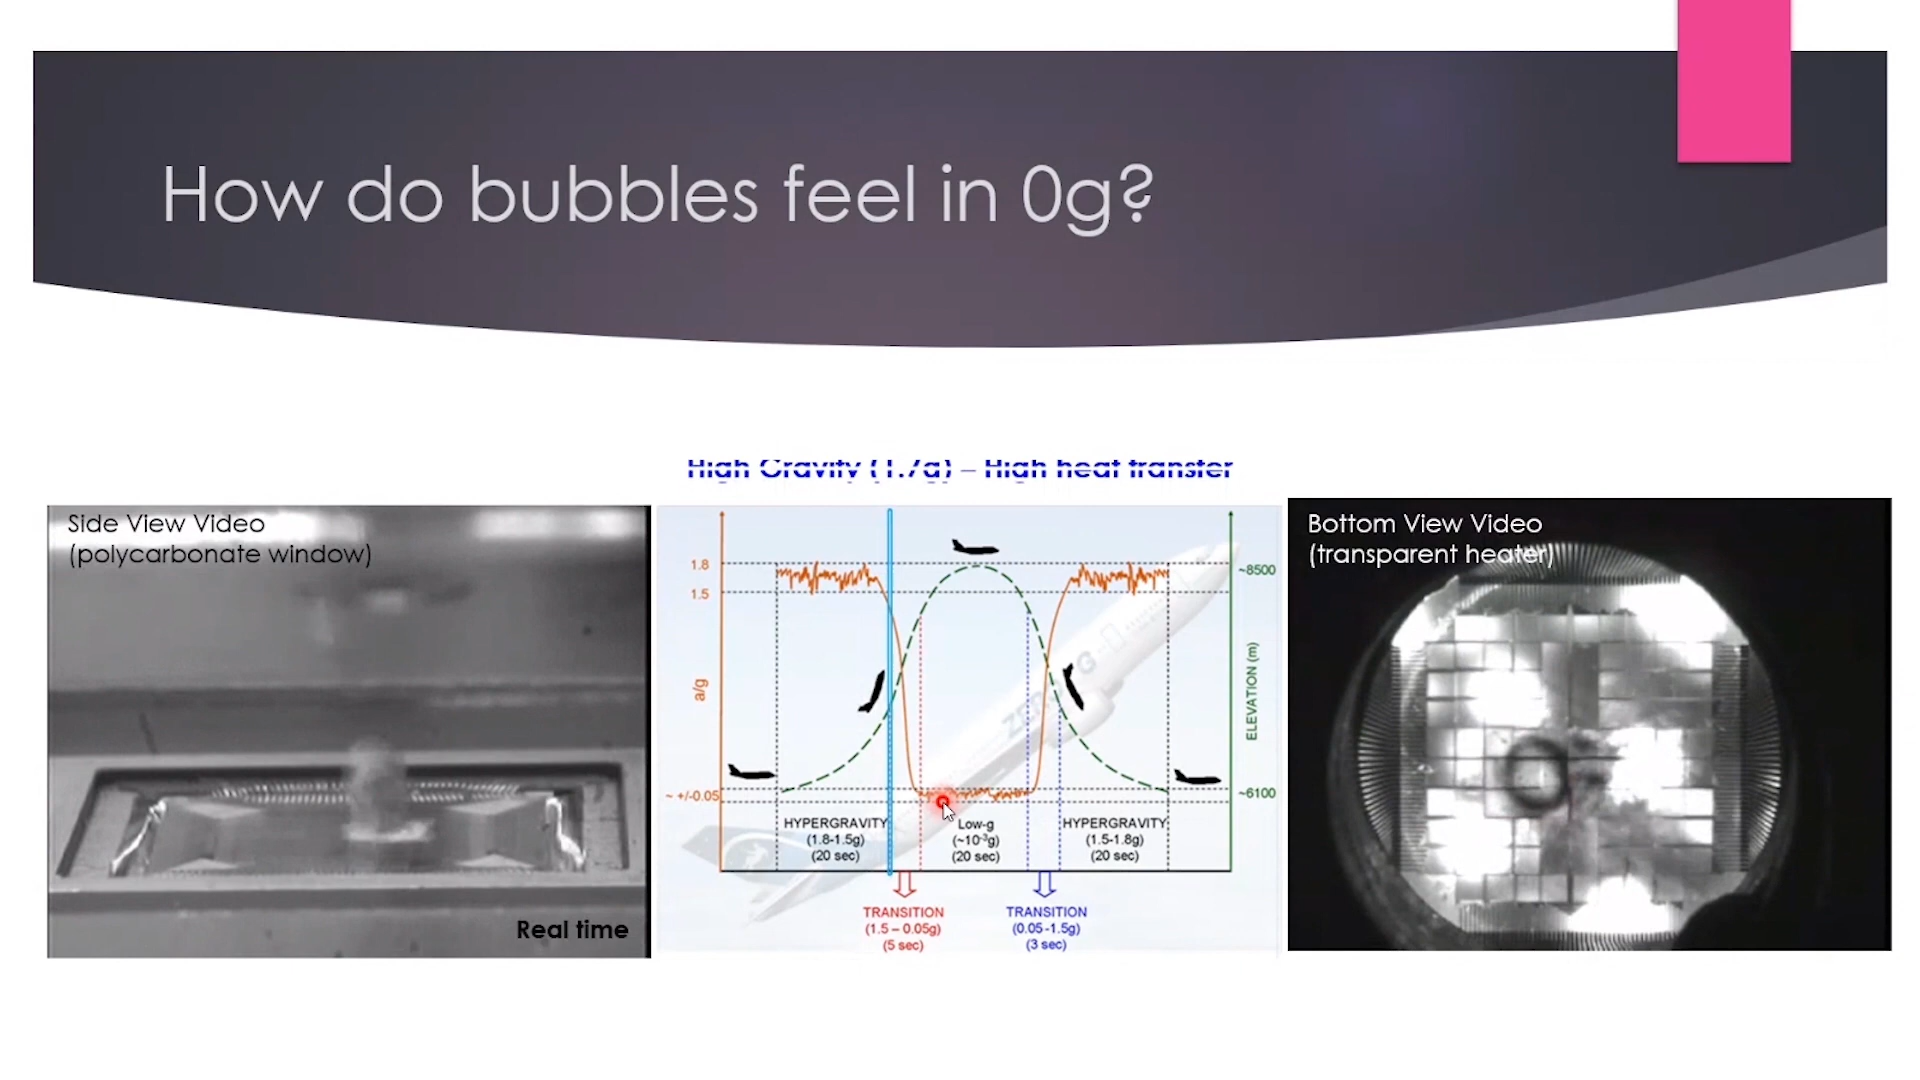 How do bubbles feel in 0g?
High Gravity (1.7g) – High heat transfer
Side View Video
(polycarbonate window)
Real time
1.8
1.5
a/g
~ +/-0.05
HYPERGRAVITY
(1.8-1.5g)
(20 sec)
Low-g
(~10-3g)
(20 sec)
HYPERGRAVITY
(1.5-1.8g)
(20 sec)
TRANSITION
(1.5 – 0.05g)
(5 sec)
TRANSITION
(0.05-1.5g)
(3 sec)
~8500
ELEVATION (m)
~6100
ZERO G
Bottom View Video
(transparent heater)